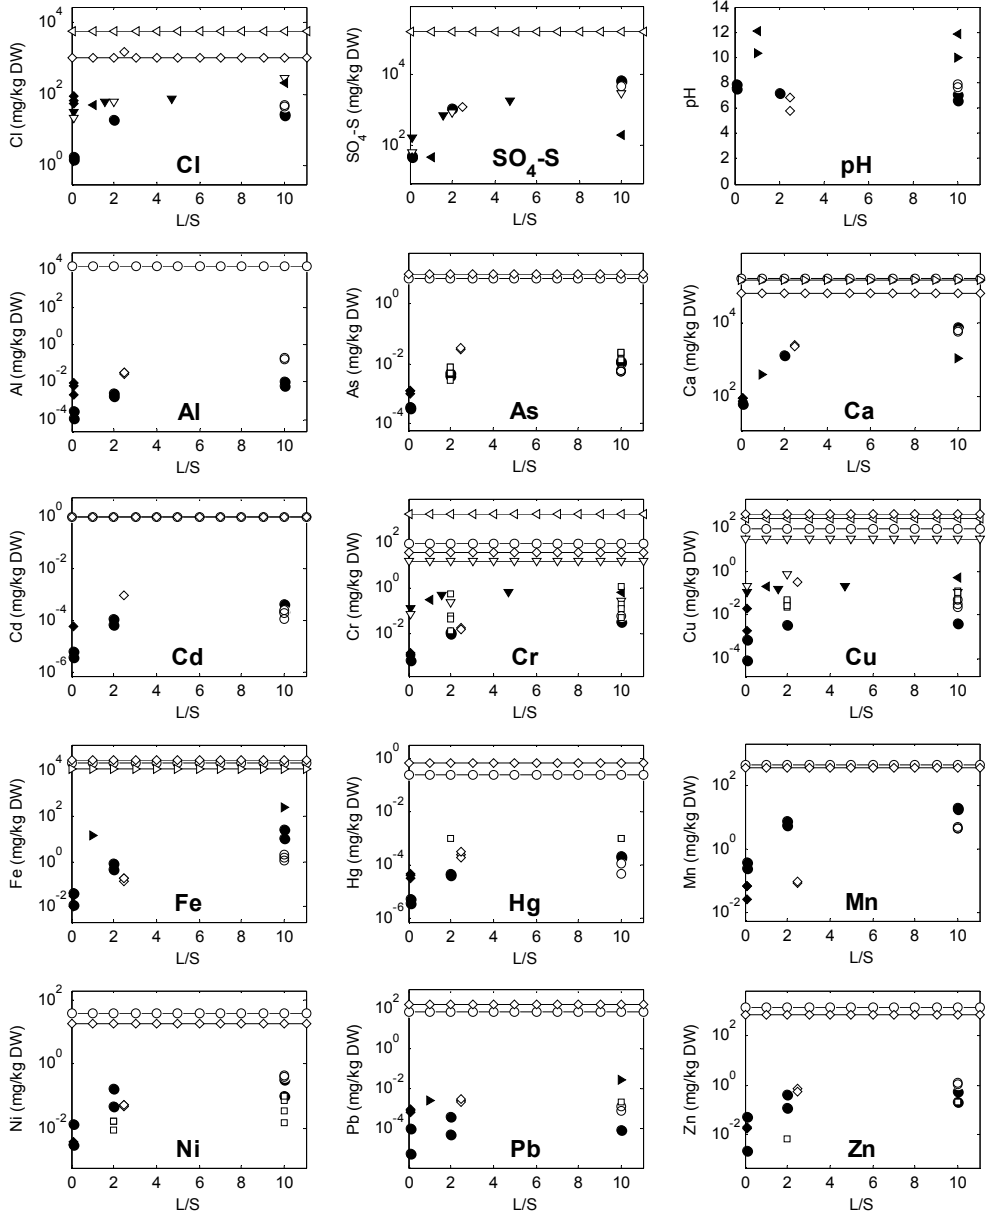 Cl (mg/kg DW)
10^4
10^2
10^0
Cl
0 2 4 6 8 10
L/S
SO_4-S (mg/kg DW)
10^4
10^2
SO_4-S
0 2 4 6 8 10
L/S
pH
14
12
10
8
6
4
2
0
pH
0 2 4 6 8 10
L/S
Al (mg/kg DW)
10^4
10^2
10^0
10^-2
10^-4
Al
0 2 4 6 8 10
L/S
As (mg/kg DW)
10^0
10^-2
10^-4
As
0 2 4 6 8 10
L/S
Ca (mg/kg DW)
10^4
10^2
Ca
0 2 4 6 8 10
L/S
Cd (mg/kg DW)
10^0
10^-2
10^-4
10^-6
Cd
0 2 4 6 8 10
L/S
Cr (mg/kg DW)
10^2
10^0
10^-2
Cr
0 2 4 6 8 10
L/S
Cu (mg/kg DW)
10^2
10^0
10^-2
10^-4
Cu
0 2 4 6 8 10
L/S
Fe (mg/kg DW)
10^4
10^2
10^0
10^-2
Fe
0 2 4 6 8 10
L/S
Hg (mg/kg DW)
10^0
10^-2
10^-4
10^-6
Hg
0 2 4 6 8 10
L/S
Mn (mg/kg DW)
10^2
10^0
10^-2
Mn
0 2 4 6 8 10
L/S
Ni (mg/kg DW)
10^2
10^0
10^-2
Ni
0 2 4 6 8 10
L/S
Pb (mg/kg DW)
10^2
10^0
10^-2
10^-4
Pb
0 2 4 6 8 10
L/S
Zn (mg/kg DW)
10^2
10^0
10^-2
Zn
0 2 4 6 8 10
L/S